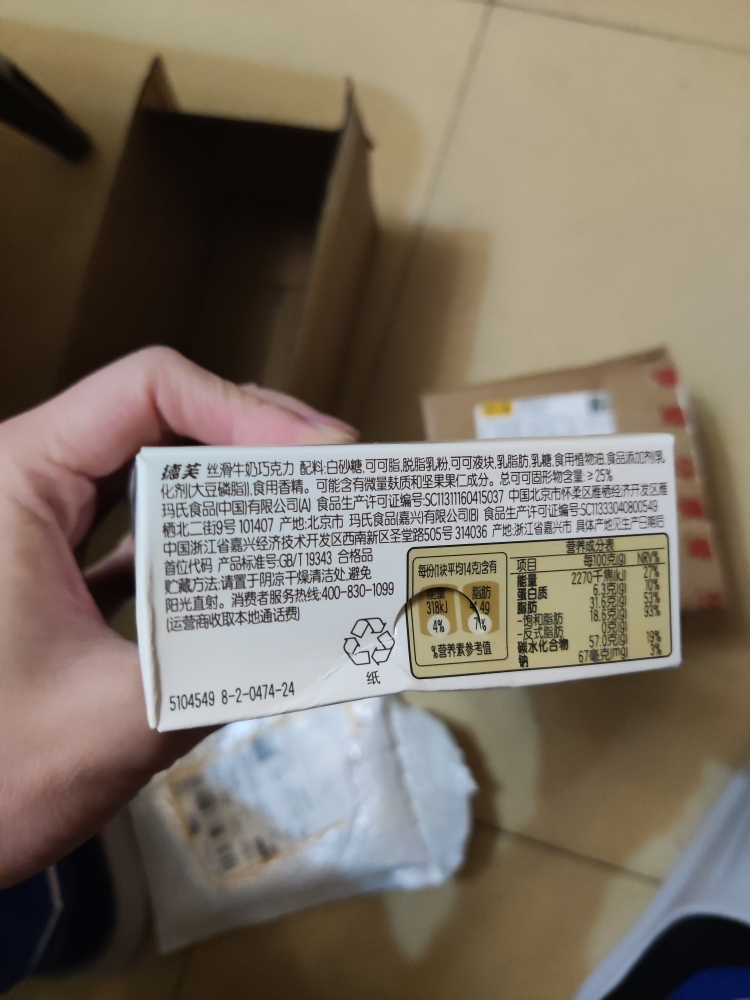 德芙 丝滑牛奶巧克力 配料:白砂糖,可可脂,脱脂乳粉,可可液块,乳脂肪,乳糖,食用植物油,食品添加剂(乳
化剂(大豆磷脂)),食用香精。可能含有微量麸质和坚果果仁成分。总可可固形物含量:≥25%
玛氏食品(中国)有限公司(A) 食品生产许可证编号:SC11311160415037 中国北京市怀柔区雁栖经济开发区雁
栖北二街9号 101407 产地:北京市 玛氏食品(嘉兴)有限公司(B) 食品生产许可证编号:SC11333040800549
中国浙江省嘉兴经济技术开发区西南新区圣堂路505号 314036 产地:浙江省嘉兴市 具体产地见生产日期后
首位代码 产品标准号:GB/T 19343 合格品
贮藏方法:请置于阴凉干燥清洁处,避免
阳光直射。消费者服务热线:400-830-1099
(运营商收取本地通话费)
纸
5104549 8-2-0474-24
每份(1块平均14克)含有
能量 脂肪
318kJ 4.4g
4% 7%
%营养素参考值
营养成分表
项目 每100克(g) NRV%
能量 2270千焦(kJ) 27%
蛋白质 6.3克(g) 10%
脂肪 31.6克(g) 53%
-饱和脂肪 18.6克(g) 93%
-反式脂肪 0克(g)
碳水化合物 57.0克(g) 19%
钠 67毫克(mg) 3%